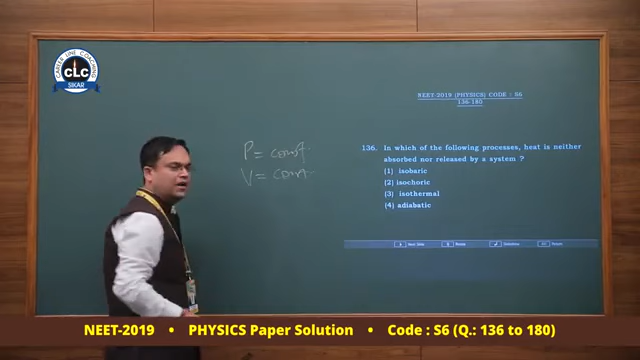 CAREER LINE COACHING
CLC
SIKAR
NEET-2019 (PHYSICS) CODE : S6
136-180
P = const
V = const
136. In which of the following processes, heat is neither
absorbed nor released by a system ?
(1) isobaric
(2) isochoric
(3) isothermal
(4) adiabatic
NEET-2019 • PHYSICS Paper Solution • Code : S6 (Q.: 136 to 180)